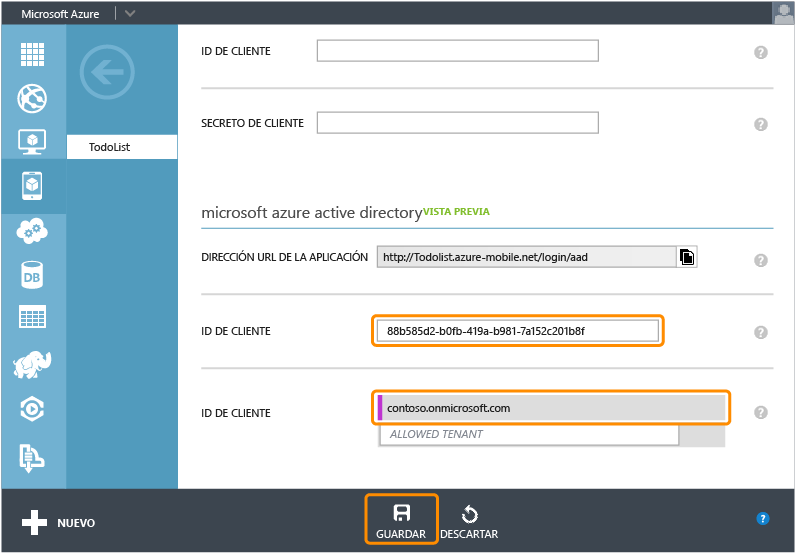 Microsoft Azure
ID DE CLIENTE
?
SECRETO DE CLIENTE
?
TodoList
microsoft azure active directory VISTA PREVIA
DIRECCIÓN URL DE LA APLICACIÓN
http://Todolist.azure-mobile.net/login/aad
?
DB
ID DE CLIENTE
88b585d2-b0fb-419a-b981-7a152c201b8f
?
ID DE CLIENTE
contoso.onmicrosoft.com
?
ALLOWED TENANT
NUEVO
GUARDAR
DESCARTAR
?